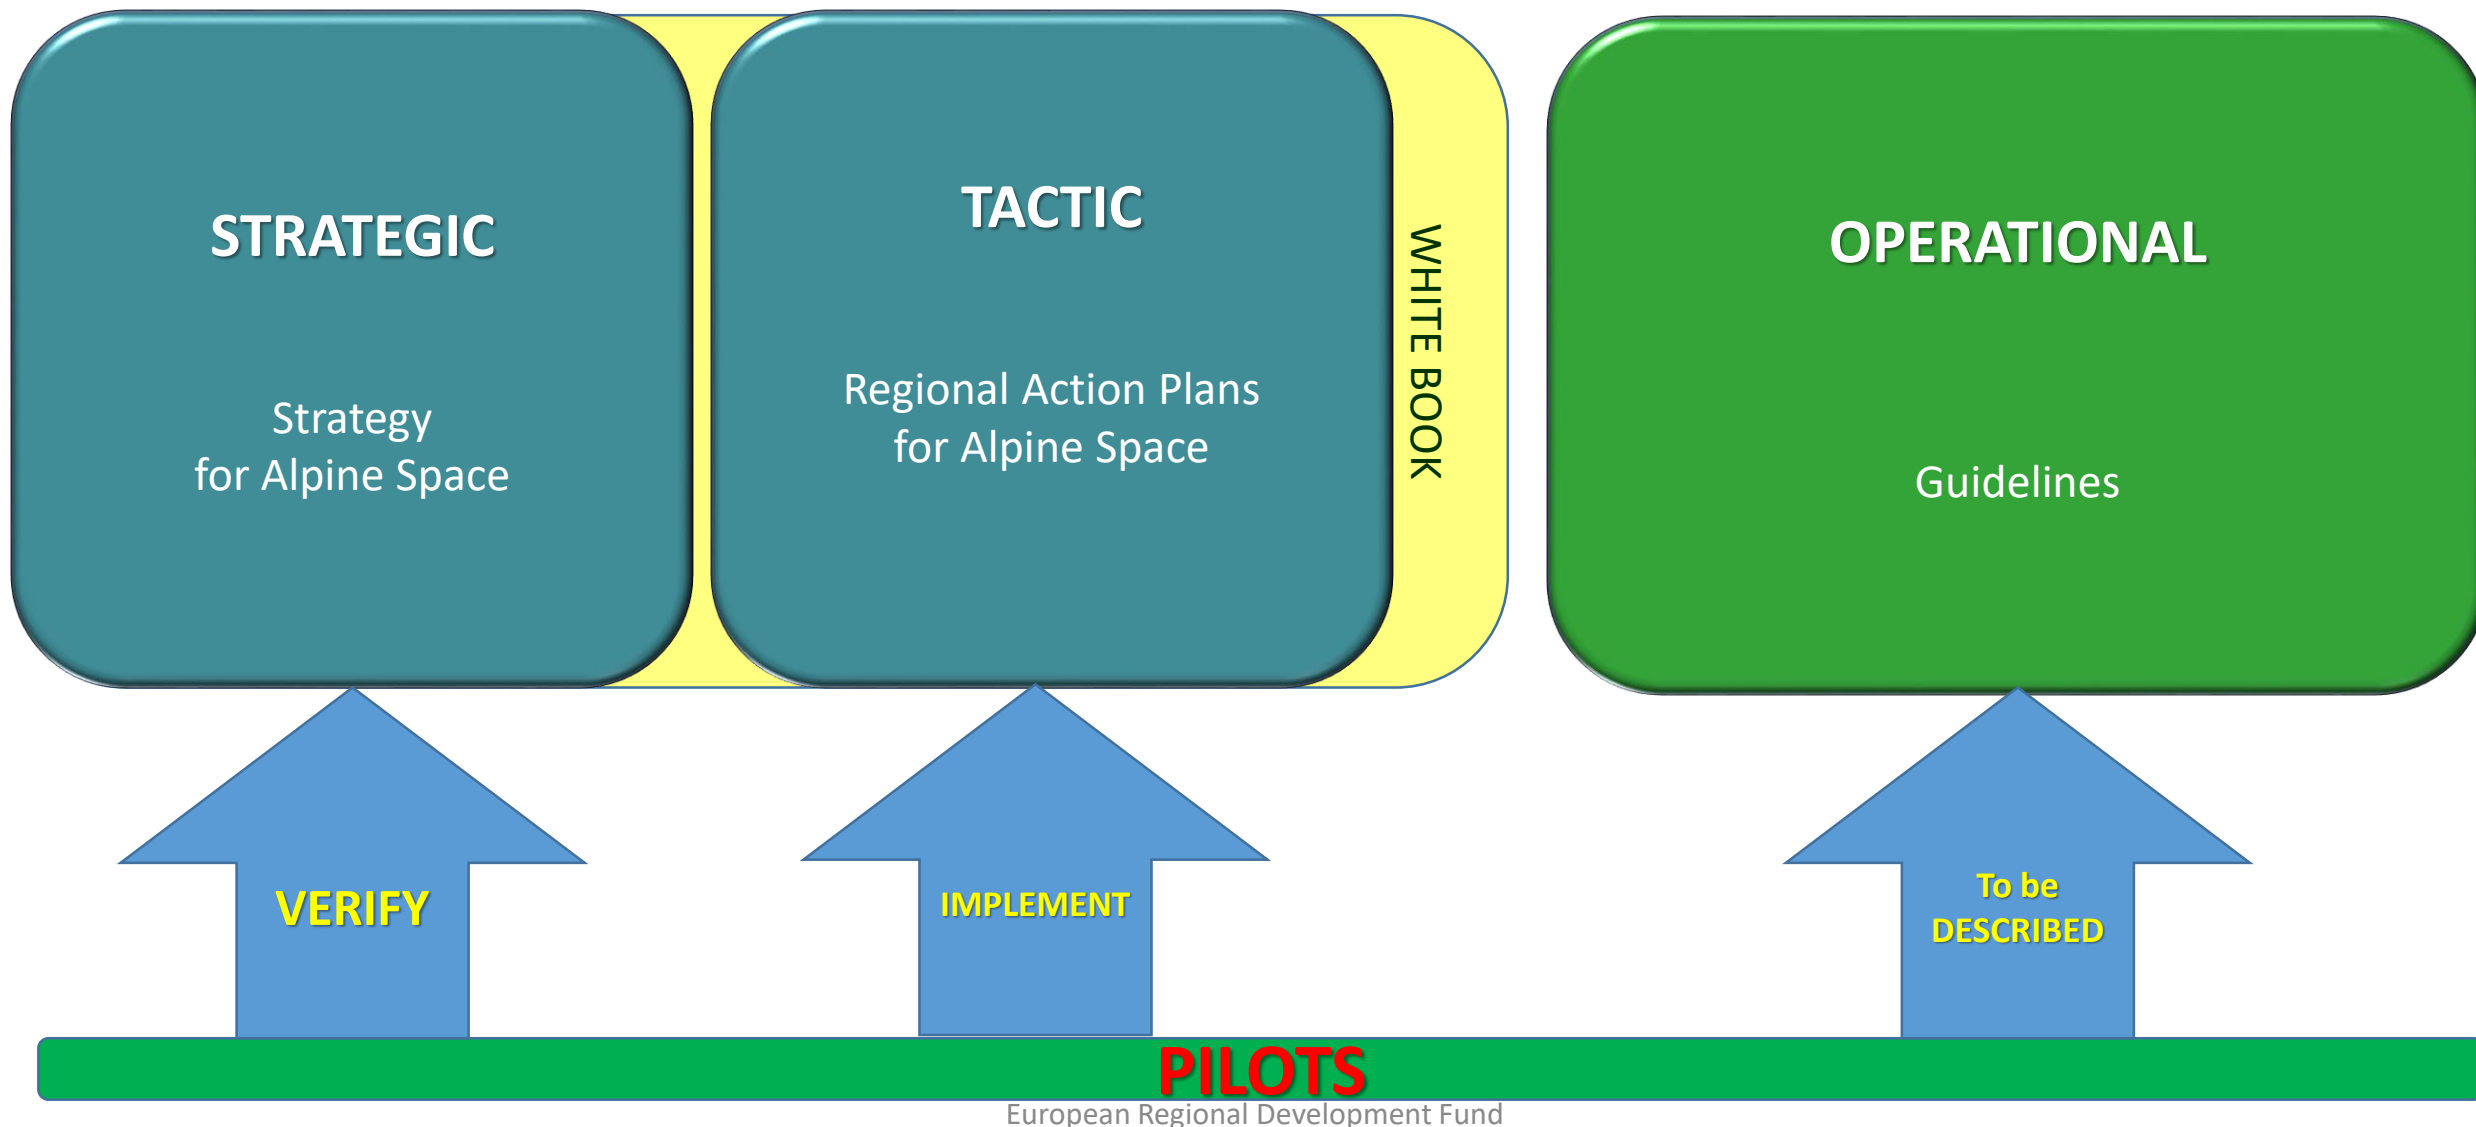 STRATEGIC
Strategy
for Alpine Space
TACTIC
Regional Action Plans
for Alpine Space
WHITE BOOK
OPERATIONAL
Guidelines
VERIFY
IMPLEMENT
To be
DESCRIBED
PILOTS
European Regional Development Fund